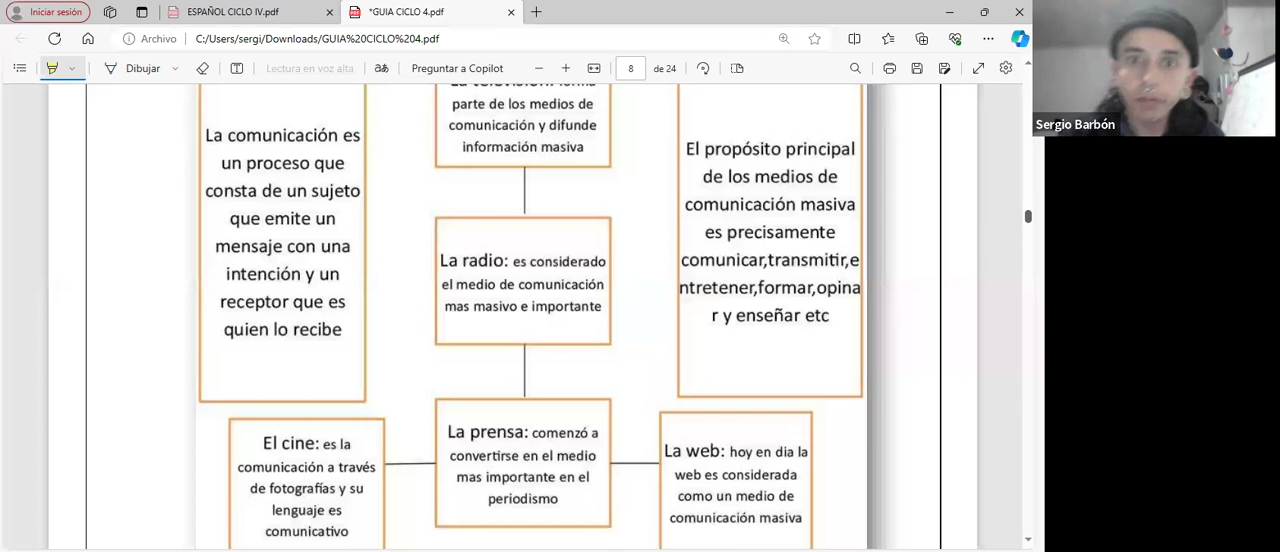 Iniciar sesión
ESPAÑOL CICLO IV.pdf
*GUIA CICLO 4.pdf
Archivo
C:/Users/sergi/Downloads/GUIA%20CICLO%204.pdf
Dibujar
Lectura en voz alta
aあ
Preguntar a Copilot
8
de 24
La comunicación es
un proceso que
consta de un sujeto
que emite un
mensaje con una
intención y un
receptor que es
quien lo recibe
La televisión: forma
parte de los medios de
comunicación y difunde
información masiva
La radio: es considerado
el medio de comunicación
mas masivo e importante
El propósito principal
de los medios de
comunicación masiva
es precisamente
comunicar,transmitir,e
ntretener,formar,opina
r y enseñar etc
El cine: es la
comunicación a través
de fotografías y su
lenguaje es
comunicativo
La prensa: comenzó a
convertirse en el medio
mas importante en el
periodismo
La web: hoy en dia la
web es considerada
como un medio de
comunicación masiva
Sergio Barbón